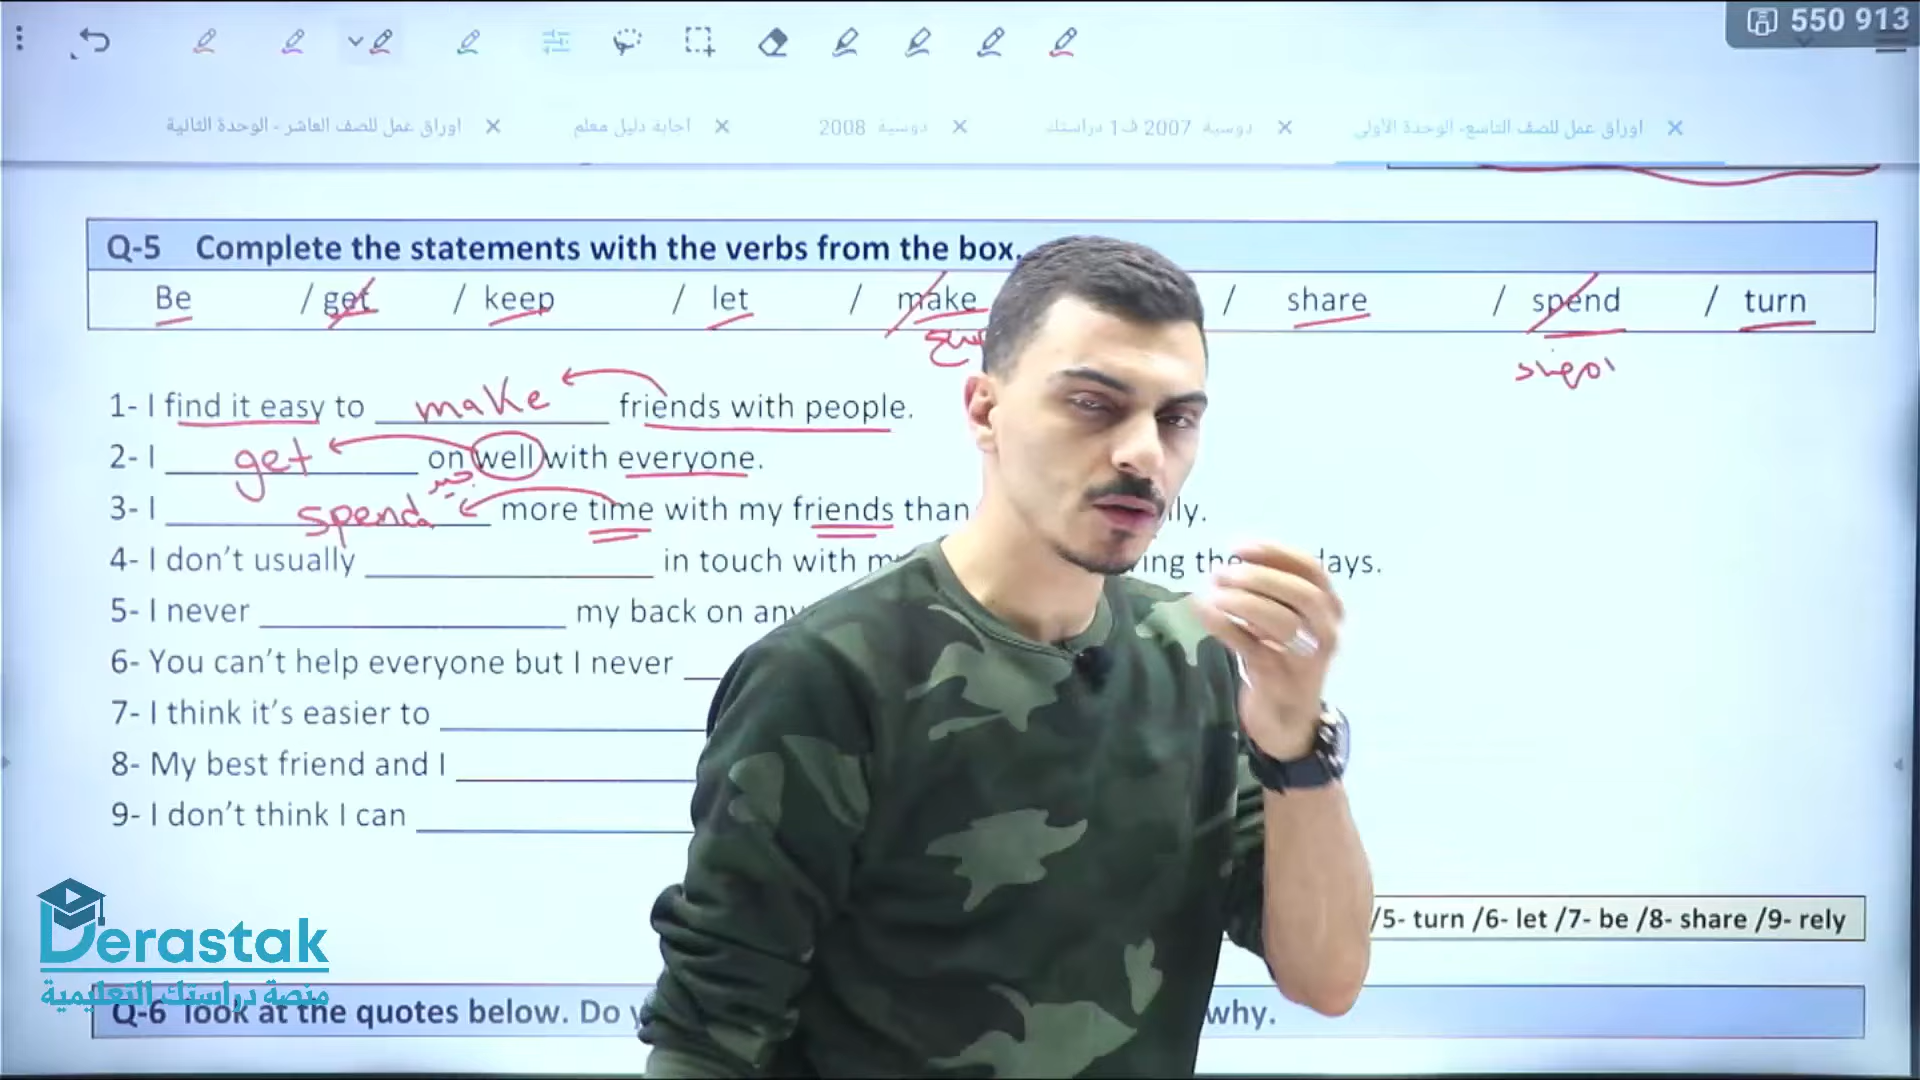 550 913
اوراق عمل للصف العاشر - الوحدة الثانية
اجابة دليل معلم
دوسية 2008
دوسية 2007 ف1 دراستك
اوراق عمل للصف التاسع- الوحدة الأولى
Q-5 Complete the statements with the verbs from the box.
Be / get / keep / let / make / share / spend / turn
1- I find it easy to make friends with people.
2- I get on well with everyone.
3- I spend more time with my friends than
4- I don’t usually ____ in touch with
5- I never ____ my back on
6- You can’t help everyone but I never ____
7- I think it’s easier to ____
8- My best friend and I ____
9- I don’t think I can ____
/5- turn /6- let /7- be /8- share /9- rely
Derastak
منصة دراستك التعليمية
Q-6 look at the quotes below. Do why.